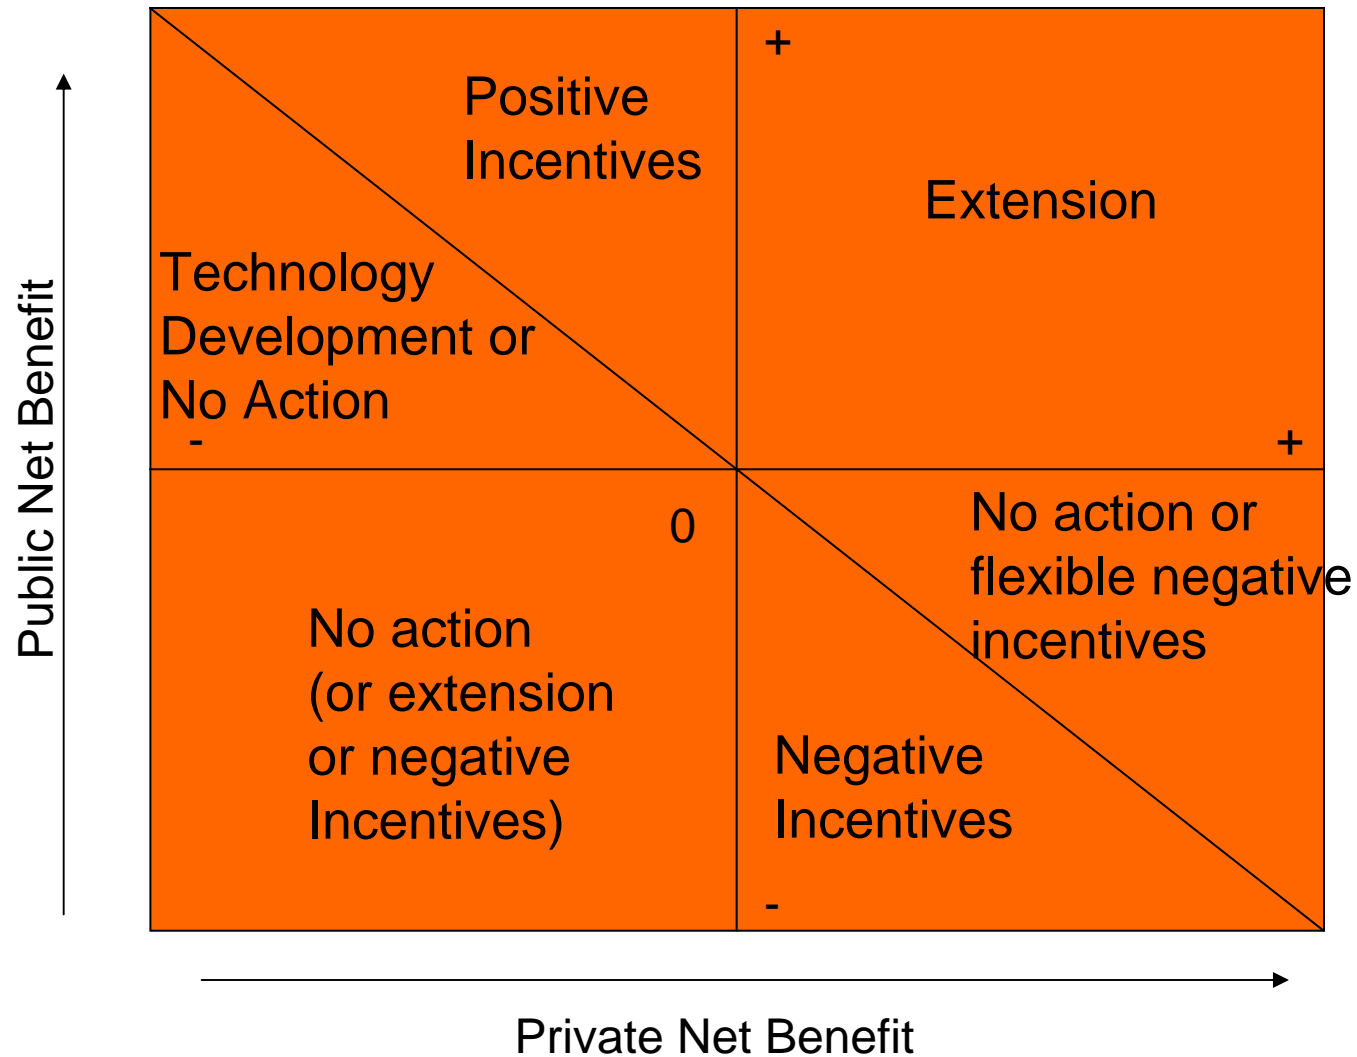 +
Positive
Incentives
Extension
Technology
Development or
No Action
-
+
Public Net Benefit
0
No action or
flexible negative
incentives
No action
(or extension
or negative
Incentives)
Negative
Incentives
-
Private Net Benefit